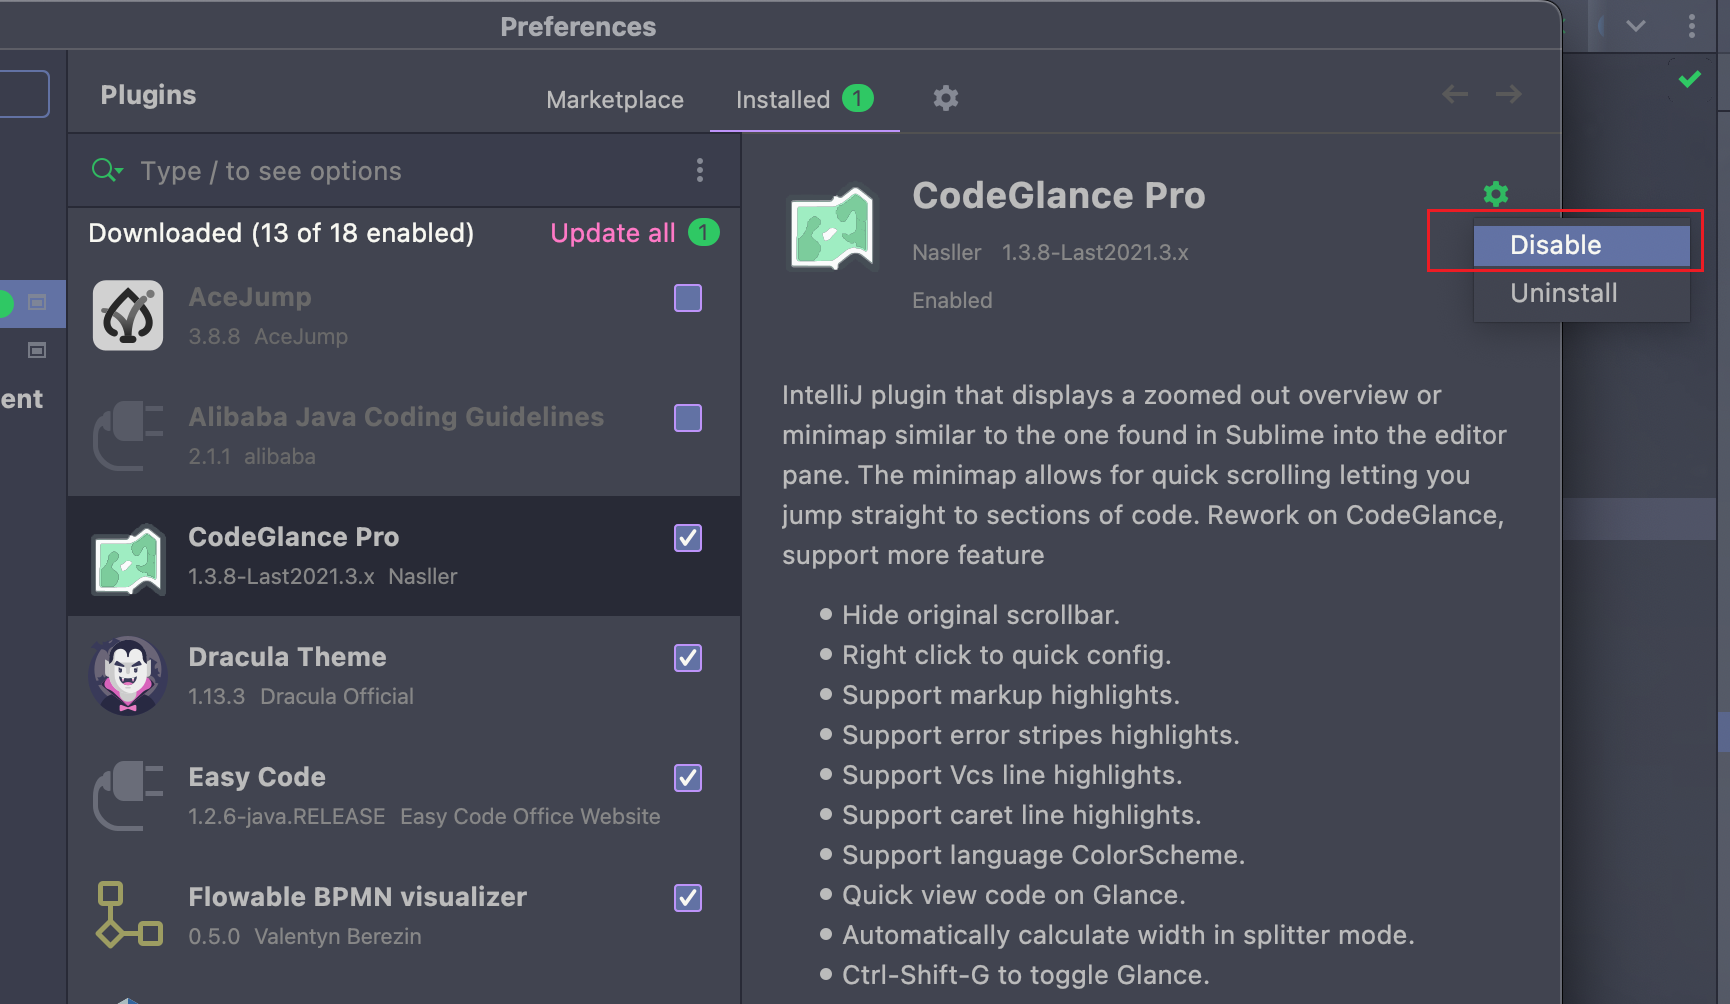 Preferences
Plugins
Marketplace
Installed 1
Type / to see options
Downloaded (13 of 18 enabled)
Update all 1
AceJump
3.8.8 AceJump
Alibaba Java Coding Guidelines
2.1.1 alibaba
CodeGlance Pro
1.3.8-Last2021.3.x Nasller
Dracula Theme
1.13.3 Dracula Official
Easy Code
1.2.6-java.RELEASE Easy Code Office Website
Flowable BPMN visualizer
0.5.0 Valentyn Berezin
ent
CodeGlance Pro
Nasller 1.3.8-Last2021.3.x
Enabled
Disable
Uninstall
IntelliJ plugin that displays a zoomed out overview or
minimap similar to the one found in Sublime into the editor
pane. The minimap allows for quick scrolling letting you
jump straight to sections of code. Rework on CodeGlance,
support more feature
• Hide original scrollbar.
• Right click to quick config.
• Support markup highlights.
• Support error stripes highlights.
• Support Vcs line highlights.
• Support caret line highlights.
• Support language ColorScheme.
• Quick view code on Glance.
• Automatically calculate width in splitter mode.
• Ctrl-Shift-G to toggle Glance.